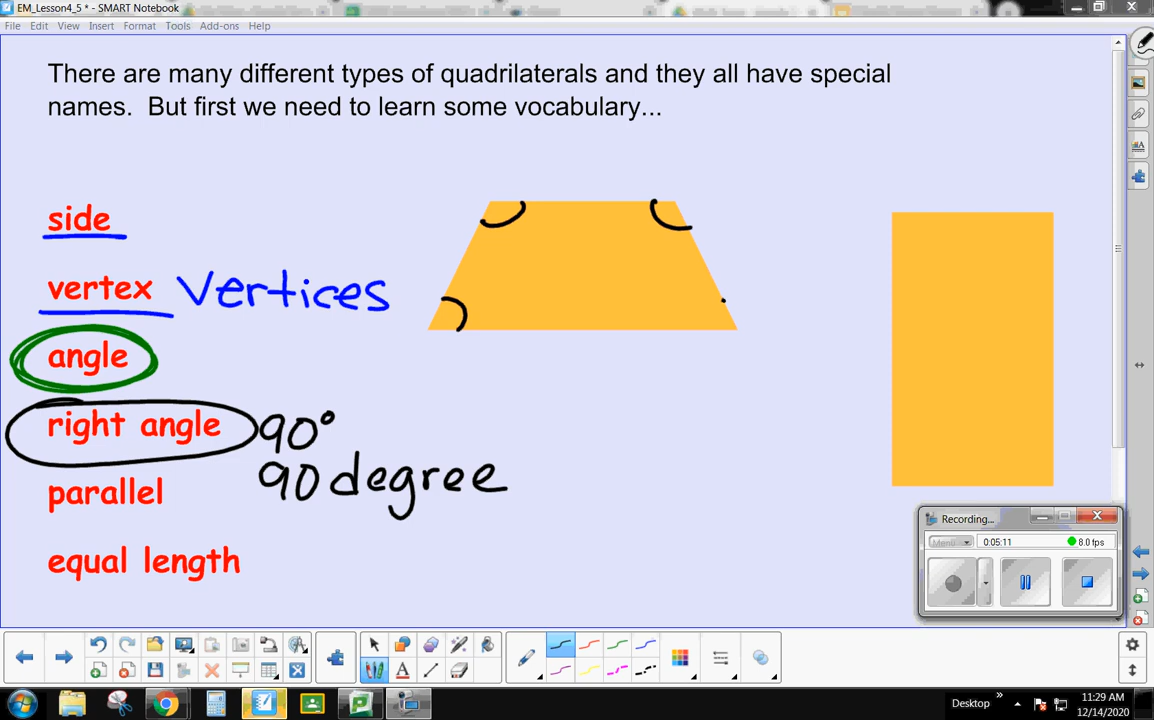 EM_Lesson4_5 * - SMART Notebook
File Edit View Insert Format Tools Add-ons Help
There are many different types of quadrilaterals and they all have special
names. But first we need to learn some vocabulary...
side
vertex Vertices
angle
right angle 90°
90 degree
parallel
equal length
Recording...
Menu 0:05:11 8.0 fps
Desktop » 11:29 AM
12/14/2020